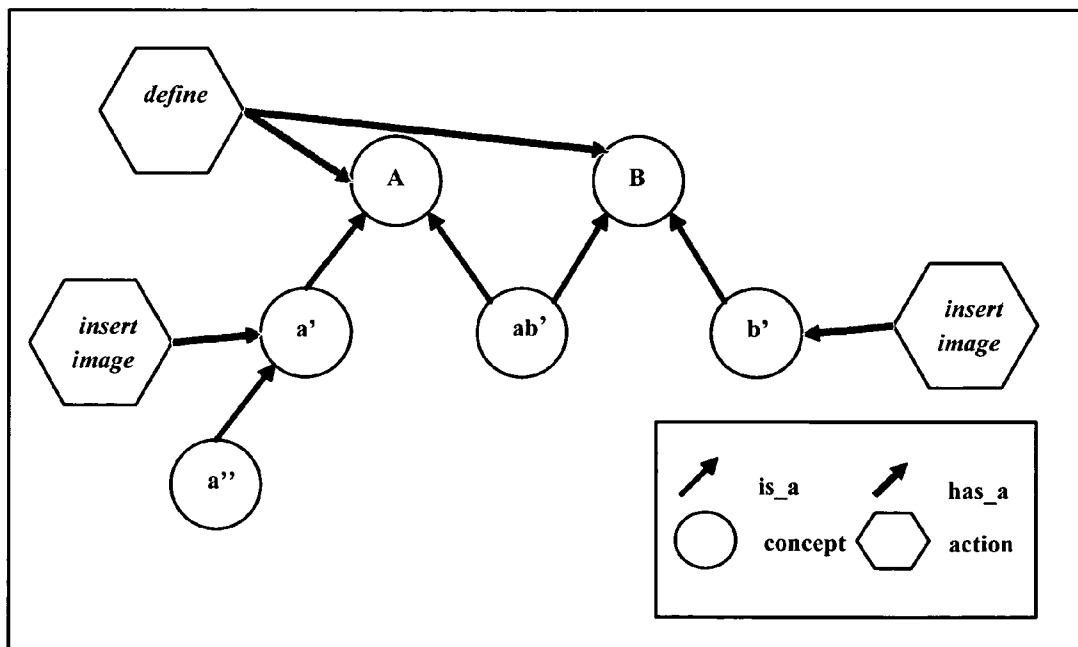 define
A
B
insert
image
a'
ab’
b’
insert
image
a’’
is_a
has_a
concept
action